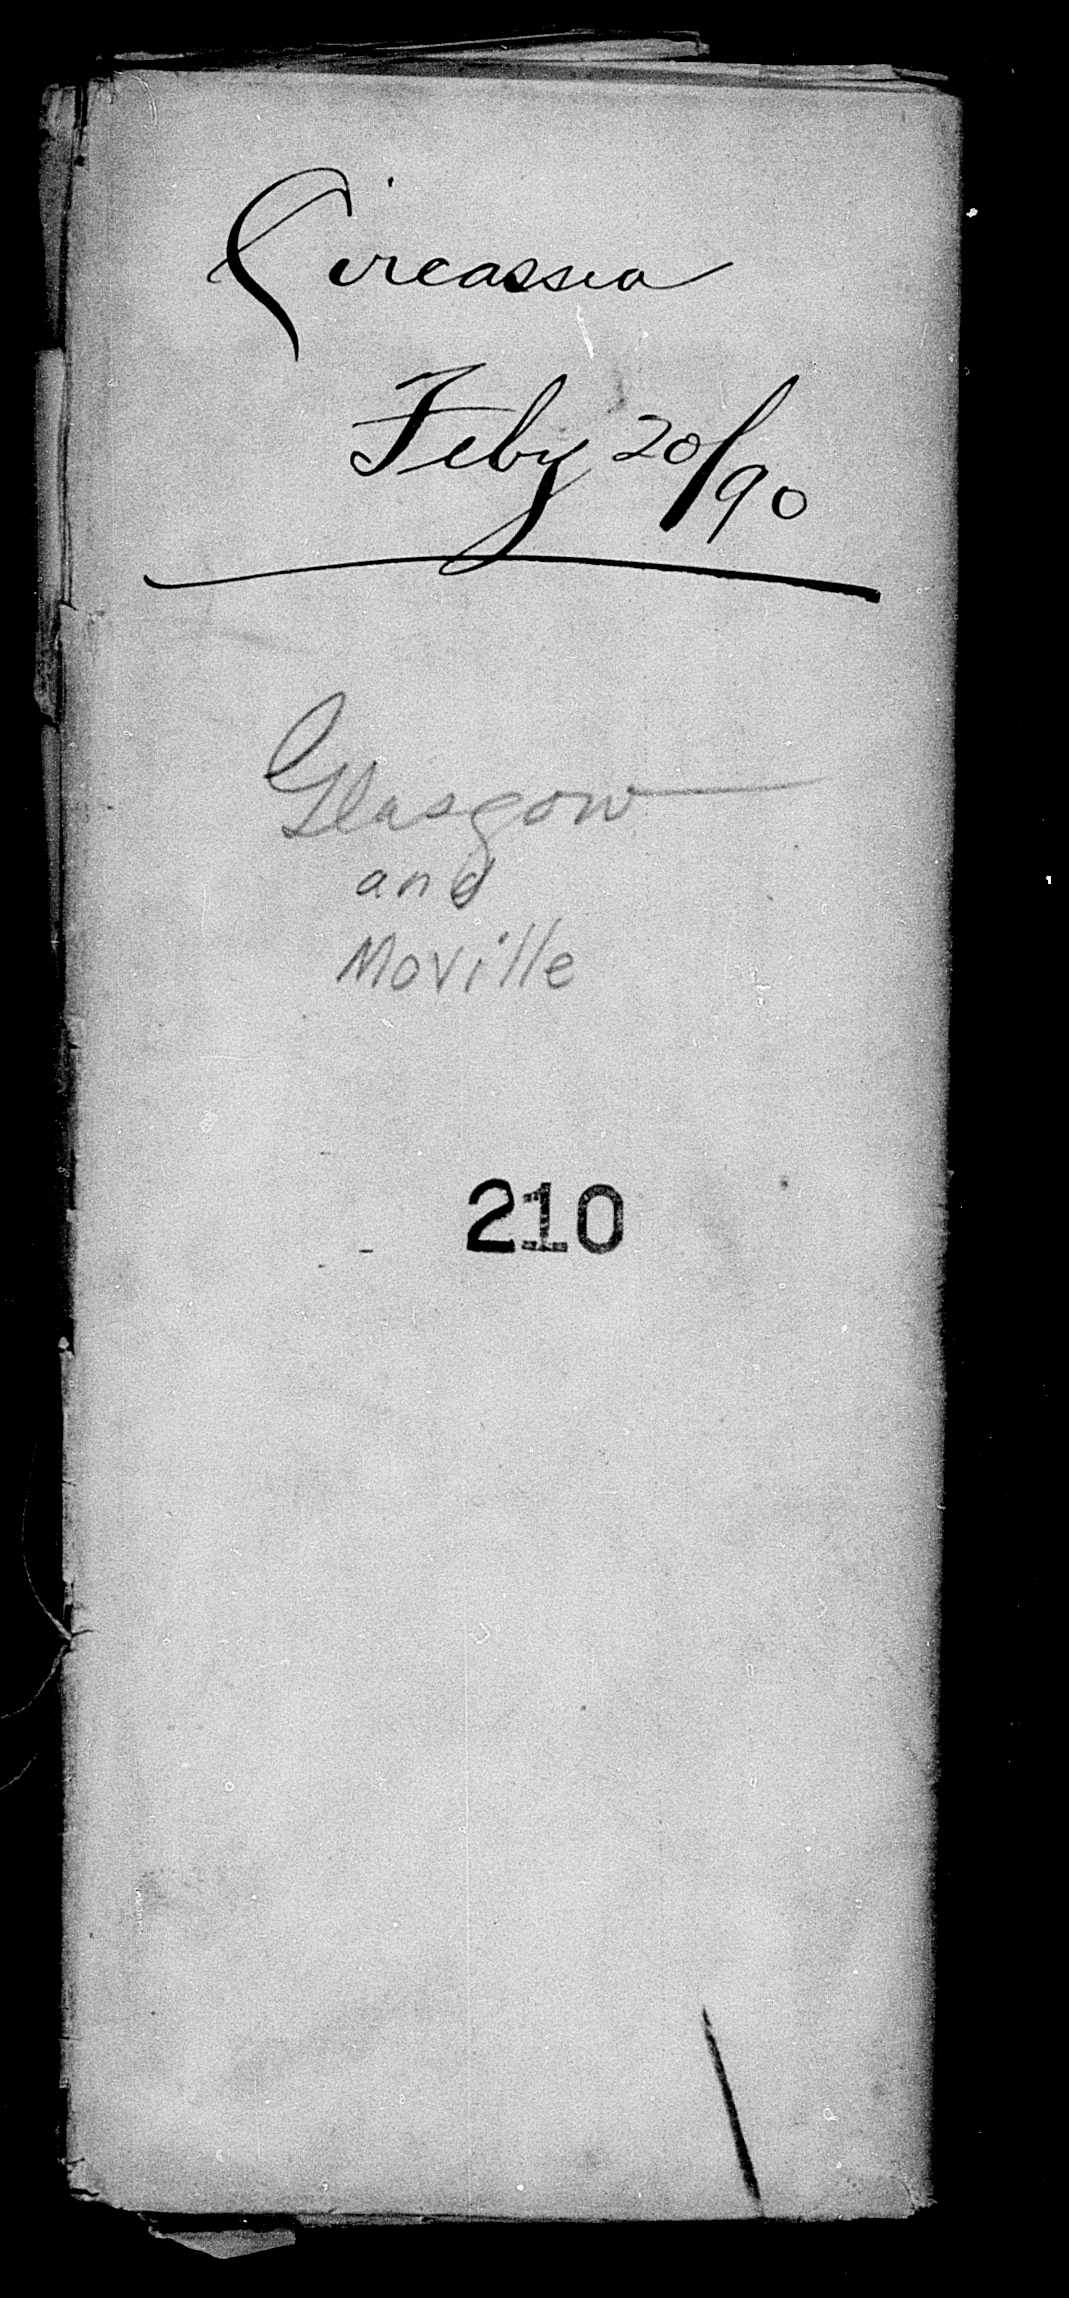 Circassia
Feby 20/90
Glasgow
and
Moville
210